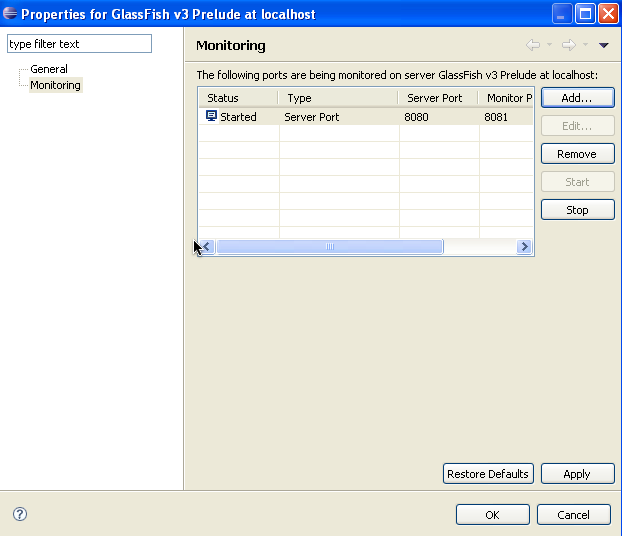 Properties for GlassFish v3 Prelude at localhost
type filter text
General
Monitoring
Monitoring
The following ports are being monitored on server GlassFish v3 Prelude at localhost:
Status Type Server Port Monitor P
Started Server Port 8080 8081
Add...
Edit...
Remove
Start
Stop
Restore Defaults Apply
? OK Cancel